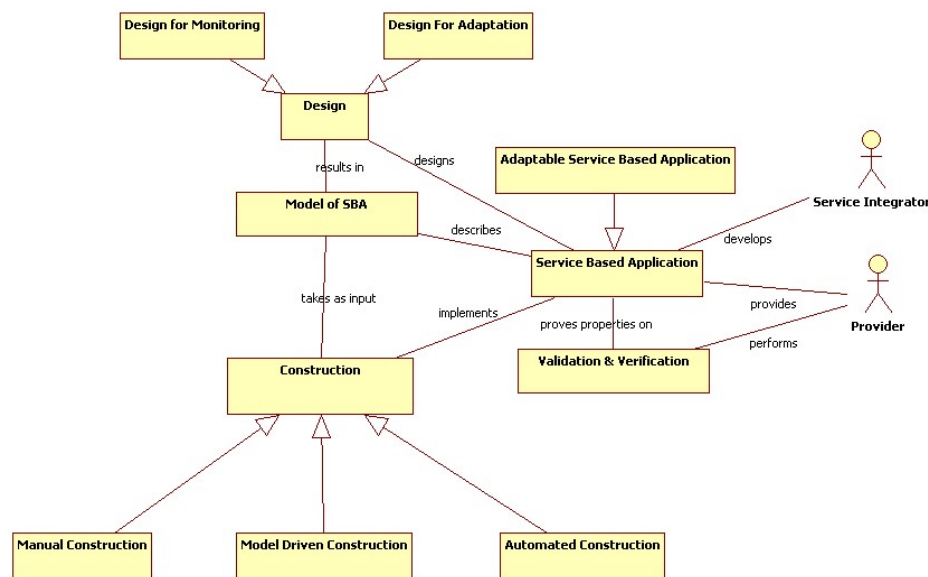 Design for Monitoring
Design For Adaptation
Design
designs
Adaptable Service Based Application
results in
Model of SBA
Service Integrator
describes
develops
Service Based Application
takes as input
implements
provides
proves properties on
Provider
performs
Validation & Verification
Construction
Manual Construction
Model Driven Construction
Automated Construction